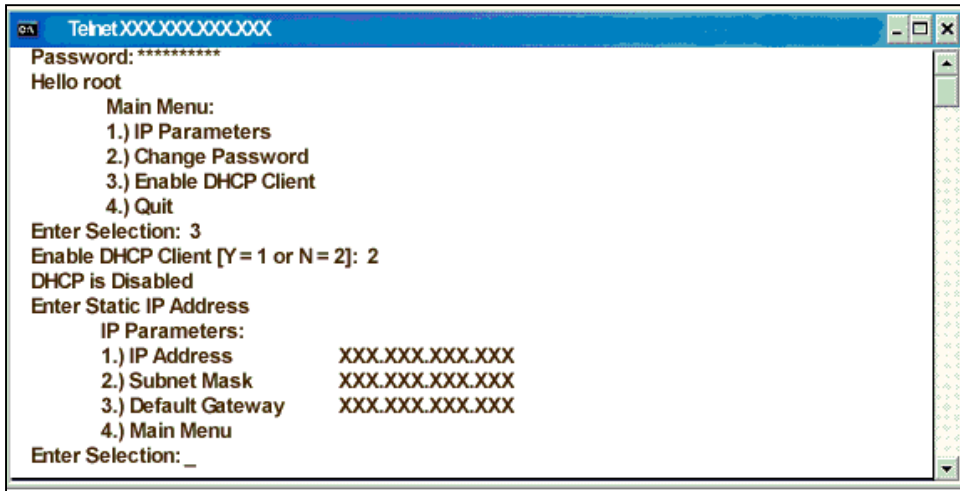 Telnet XXX.XXX.XXX.XXX
Password: **********
Hello root
Main Menu:
1.) IP Parameters
2.) Change Password
3.) Enable DHCP Client
4.) Quit
Enter Selection: 3
Enable DHCP Client [Y = 1 or N = 2]: 2
DHCP is Disabled
Enter Static IP Address
IP Parameters:
1.) IP Address XXX.XXX.XXX.XXX
2.) Subnet Mask XXX.XXX.XXX.XXX
3.) Default Gateway XXX.XXX.XXX.XXX
4.) Main Menu
Enter Selection: _